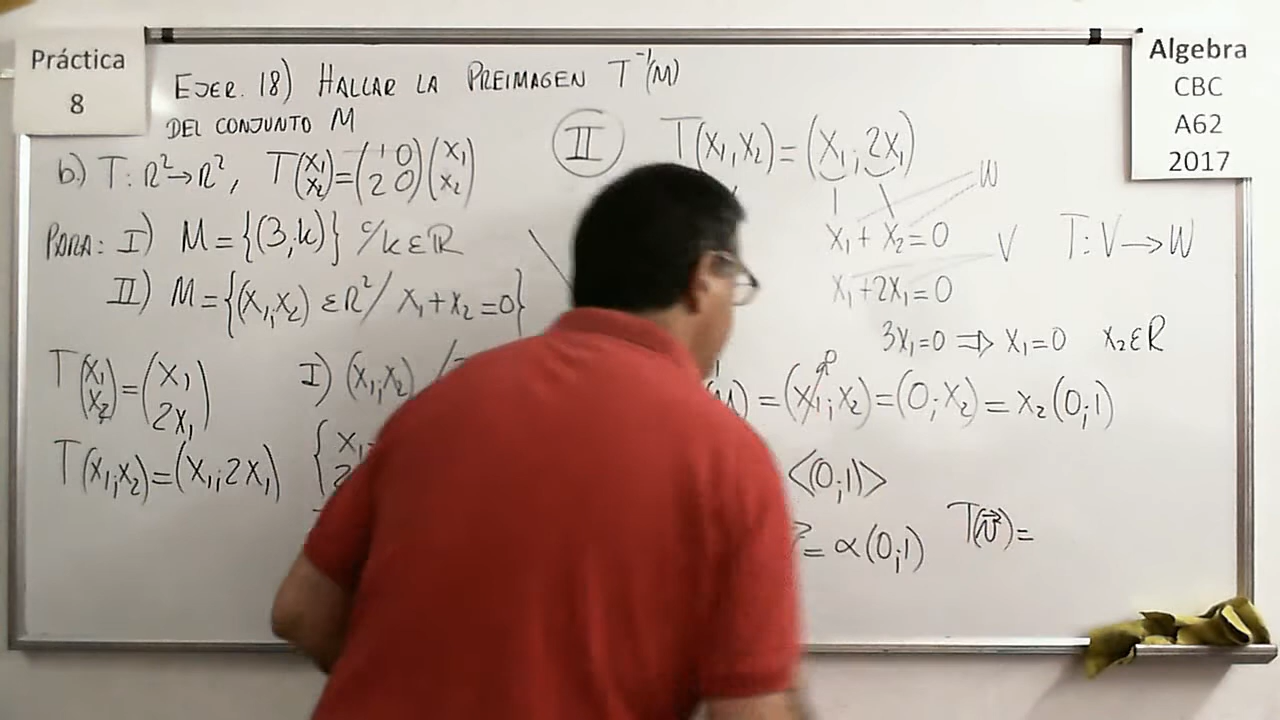 Práctica
8
Algebra
CBC
A62
2017
EJER. 18) HALLAR LA PREIMAGEN T⁻¹(M)
DEL CONJUNTO M
b) T: R²→R², T(x₁ x₂)=(1 0 2 0)(x₁ x₂)
PARA: I) M={(3,k)} c/k∈R
II) M={(x₁,x₂)∈R²/ x₁+x₂=0}
T(x₁ x₂)=(x₁ 2x₁)
T(x₁;x₂)=(x₁;2x₁)
I) (x₁;x₂) /
{x₁
2
II T(x₁,x₂)=(x₁;2x₁)
W
x₁+x₂=0
V T:V→W
x₁+2x₁=0
3x₁=0 ⇒ x₁=0 x₂∈R
)=(x₁;x₂)=(0;x₂)=x₂(0;1)
0
<(0;1)>
=α(0;1) T(v⃗)=